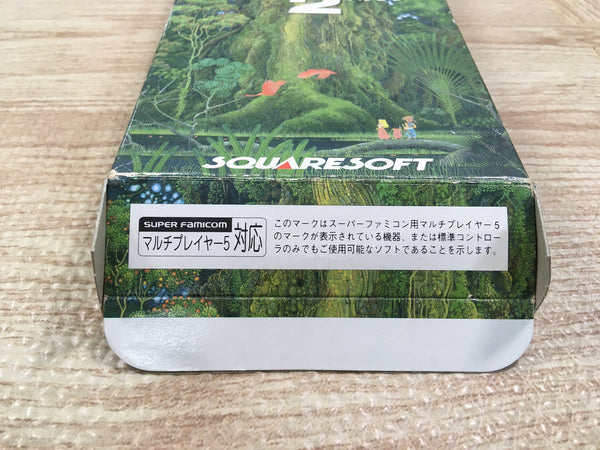 2
SQUARESOFT
SUPER FAMICOM
マルチプレイヤー5 対応
このマークはスーパーファミコン用マルチプレイヤー5
のマークが表示されている機器、または標準コントロー
ラのみでもご使用可能なソフトであることを示します。